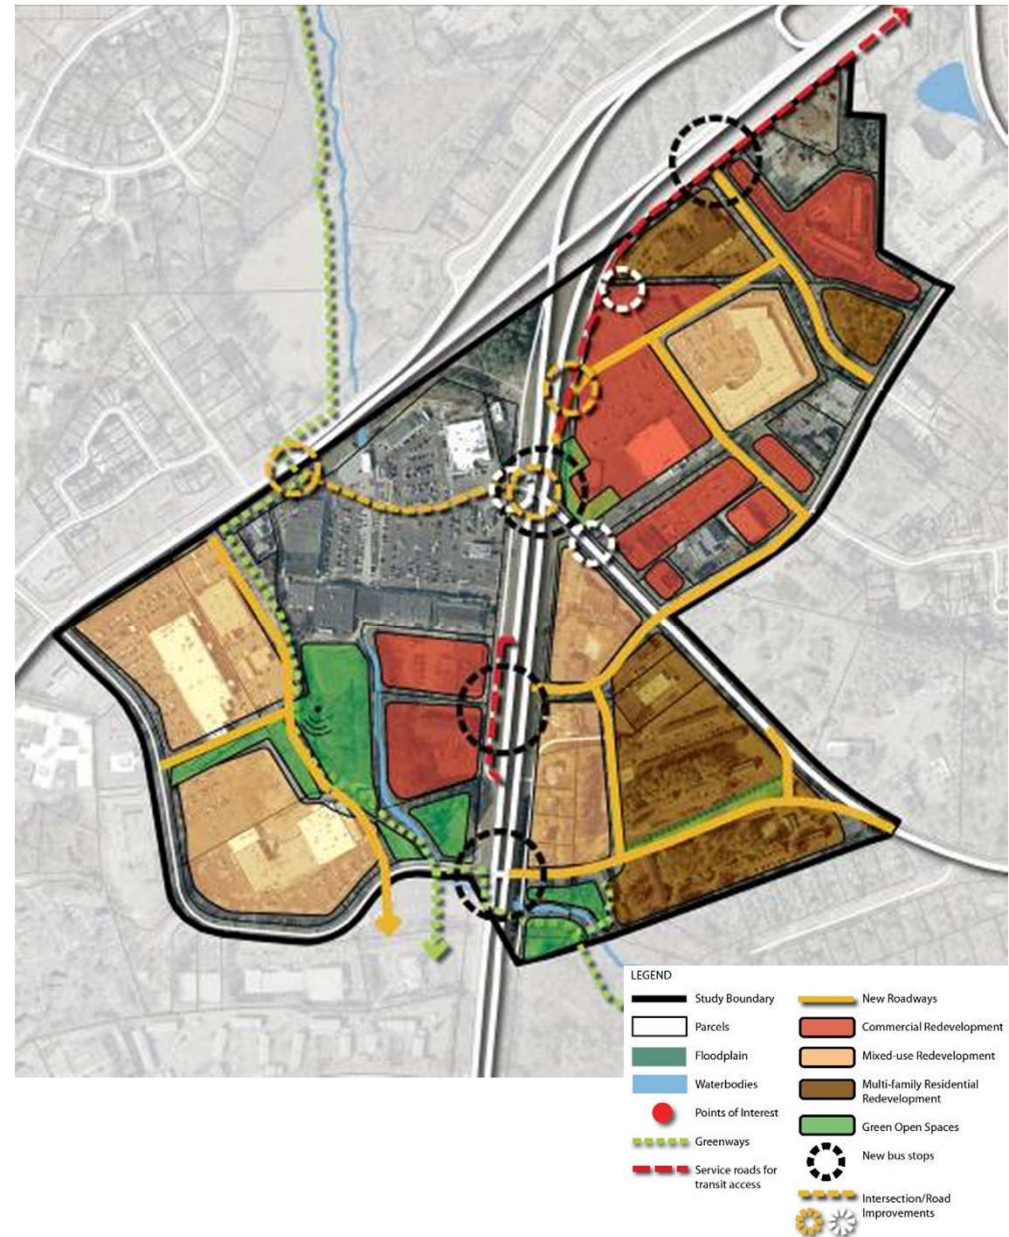 LEGEND
Study Boundary
Parcels
Floodplain
Waterbodies
Points of Interest
Greenways
Service roads for
transit access
New Roadways
Commercial Redevelopment
Mixed-use Redevelopment
Multi-family Residential
Redevelopment
Green Open Spaces
New bus stops
Intersection/Road
Improvements